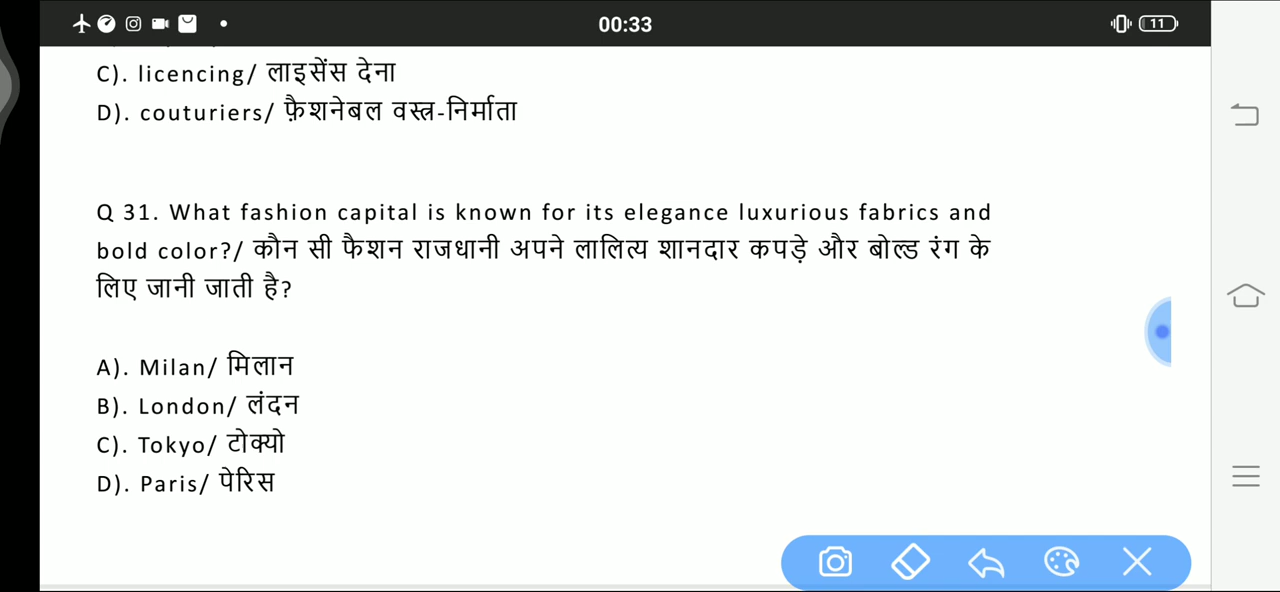 00:33
11
C). licencing/ लाइसेंस देना
D). couturiers/ फ़ैशनेबल वस्त्र-निर्माता
Q 31. What fashion capital is known for its elegance luxurious fabrics and
bold color?/ कौन सी फैशन राजधानी अपने लालित्य शानदार कपड़े और बोल्ड रंग के
लिए जानी जाती है?
A). Milan/ मिलान
B). London/ लंदन
C). Tokyo/ टोक्यो
D). Paris/ पेरिस